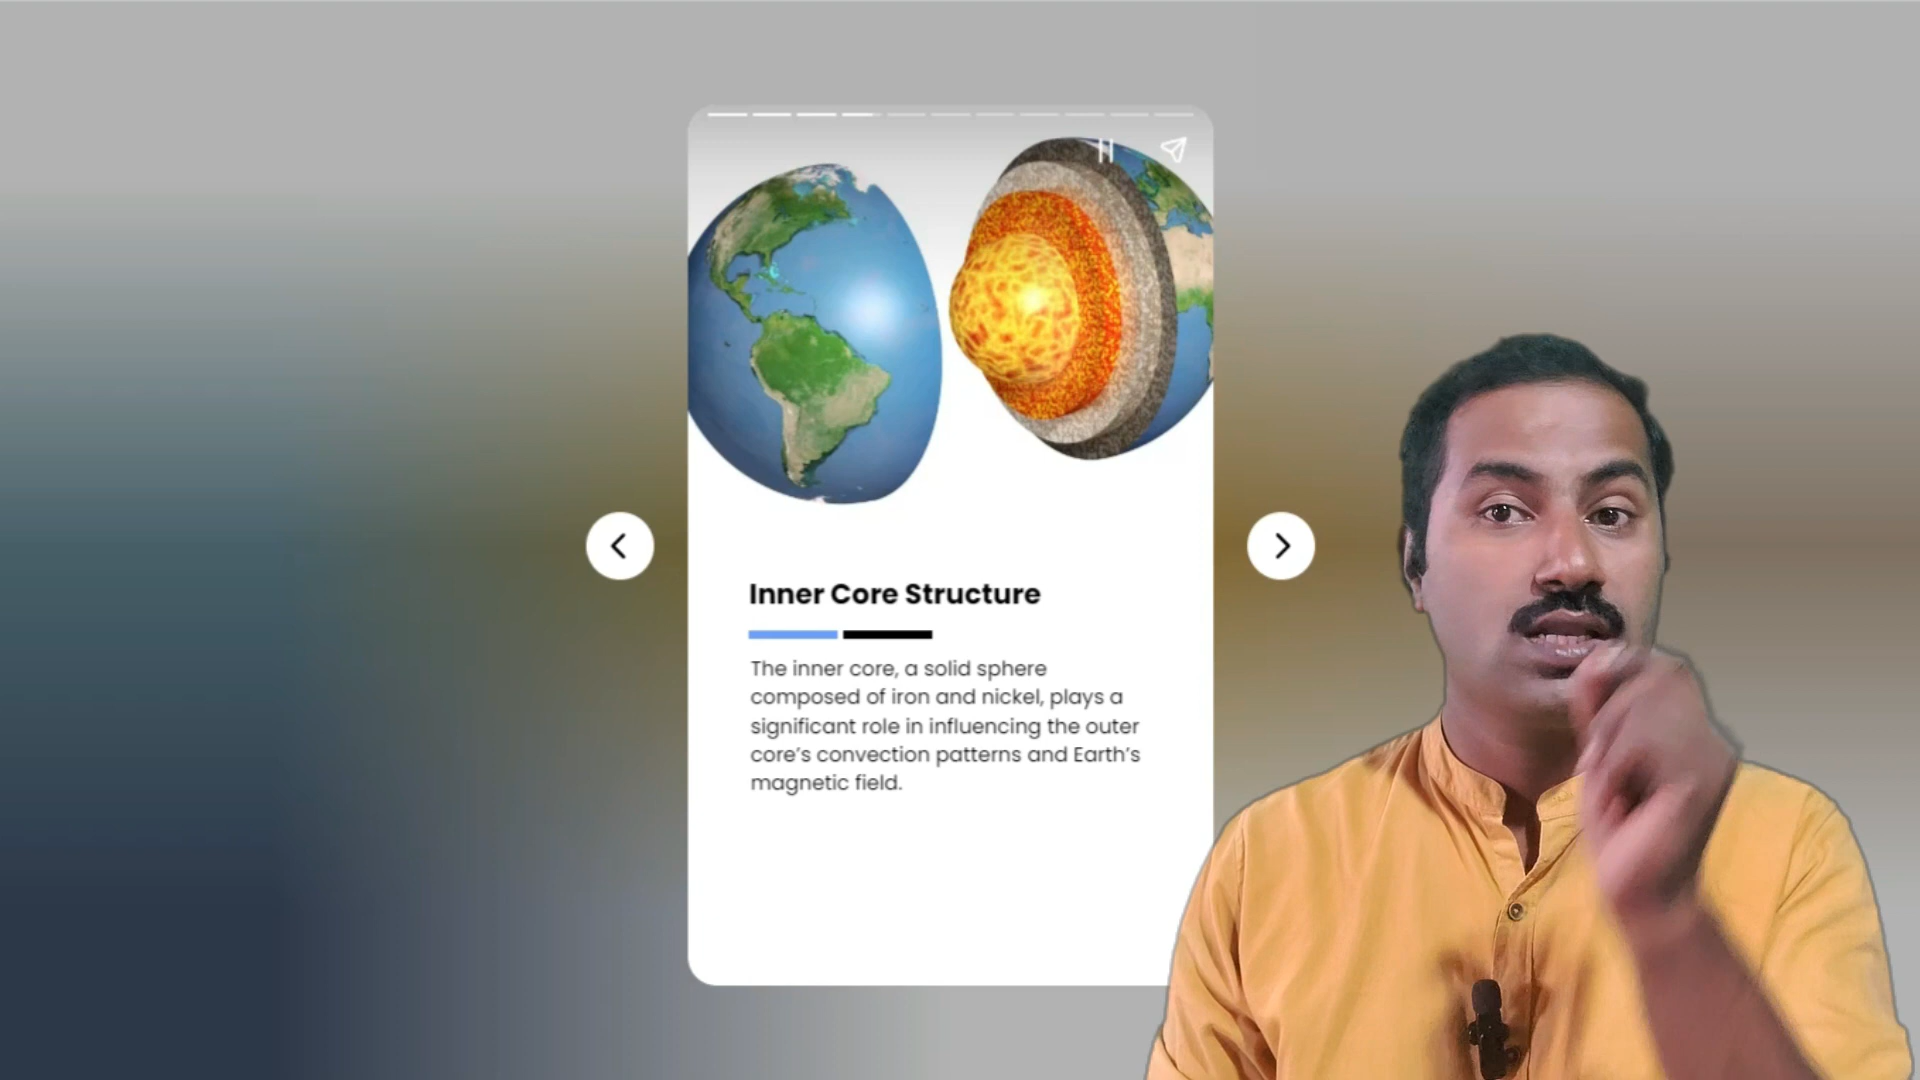 Inner Core Structure
The inner core, a solid sphere
composed of iron and nickel, plays a
significant role in influencing the outer
core's convection patterns and Earth's
magnetic field.